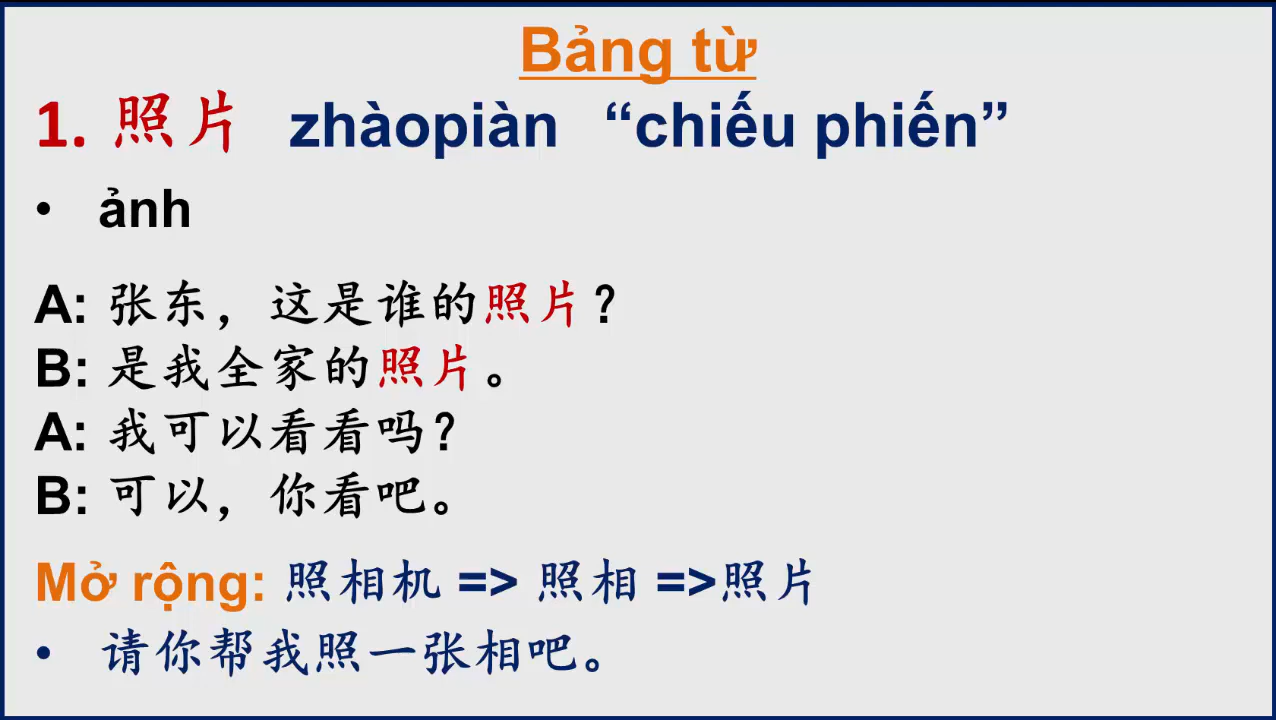 Bảng từ
1. 照片 zhàopiàn “chiếu phiến”
• ảnh
A: 张东，这是谁的照片？
B: 是我全家的照片。
A: 我可以看看吗？
B: 可以，你看吧。
Mở rộng: 照相机 => 照相 =>照片
• 请你帮我照一张相吧。